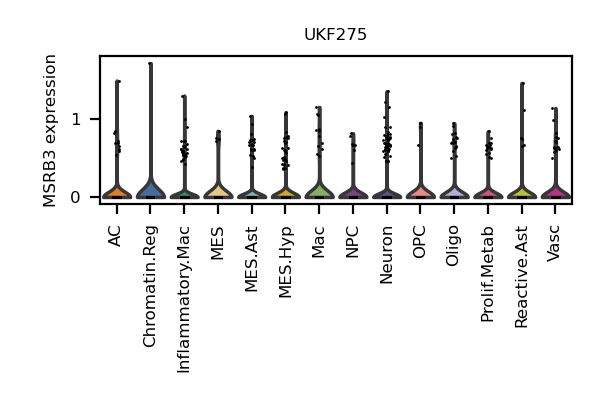 UKF275
MSRB3 expression
1
0
AC
Chromatin.Reg
Inflammatory.Mac
MES
MES.Ast
MES.Hyp
Mac
NPC
Neuron
OPC
Oligo
Prolif.Metab
Reactive.Ast
Vasc